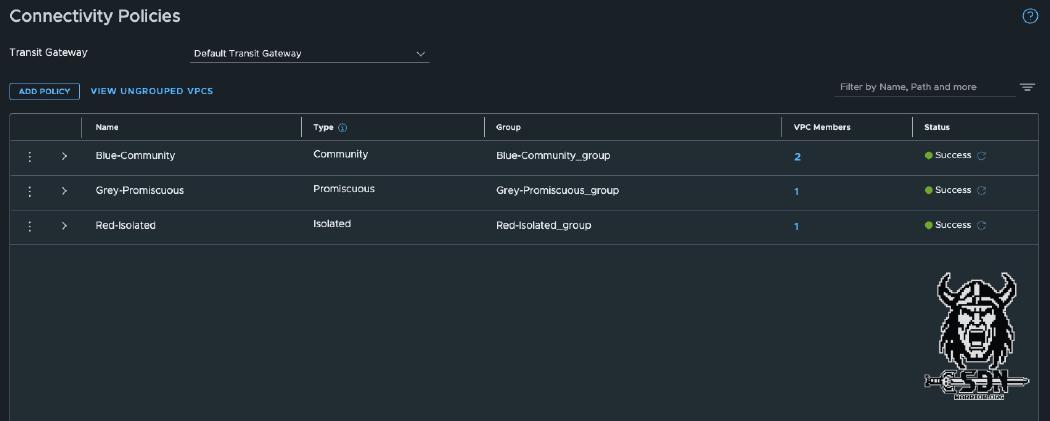 Connectivity Policies
Transit Gateway Default Transit Gateway
ADD POLICY VIEW UNGROUPED VPCS Filter by Name, Path and more
Name Type Group VPC Members Status
Blue-Community Community Blue-Community_group 2 Success
Grey-Promiscuous Promiscuous Grey-Promiscuous_group 1 Success
Red-Isolated Isolated Red-Isolated_group 1 Success
SDN
WARRIOR.ORG